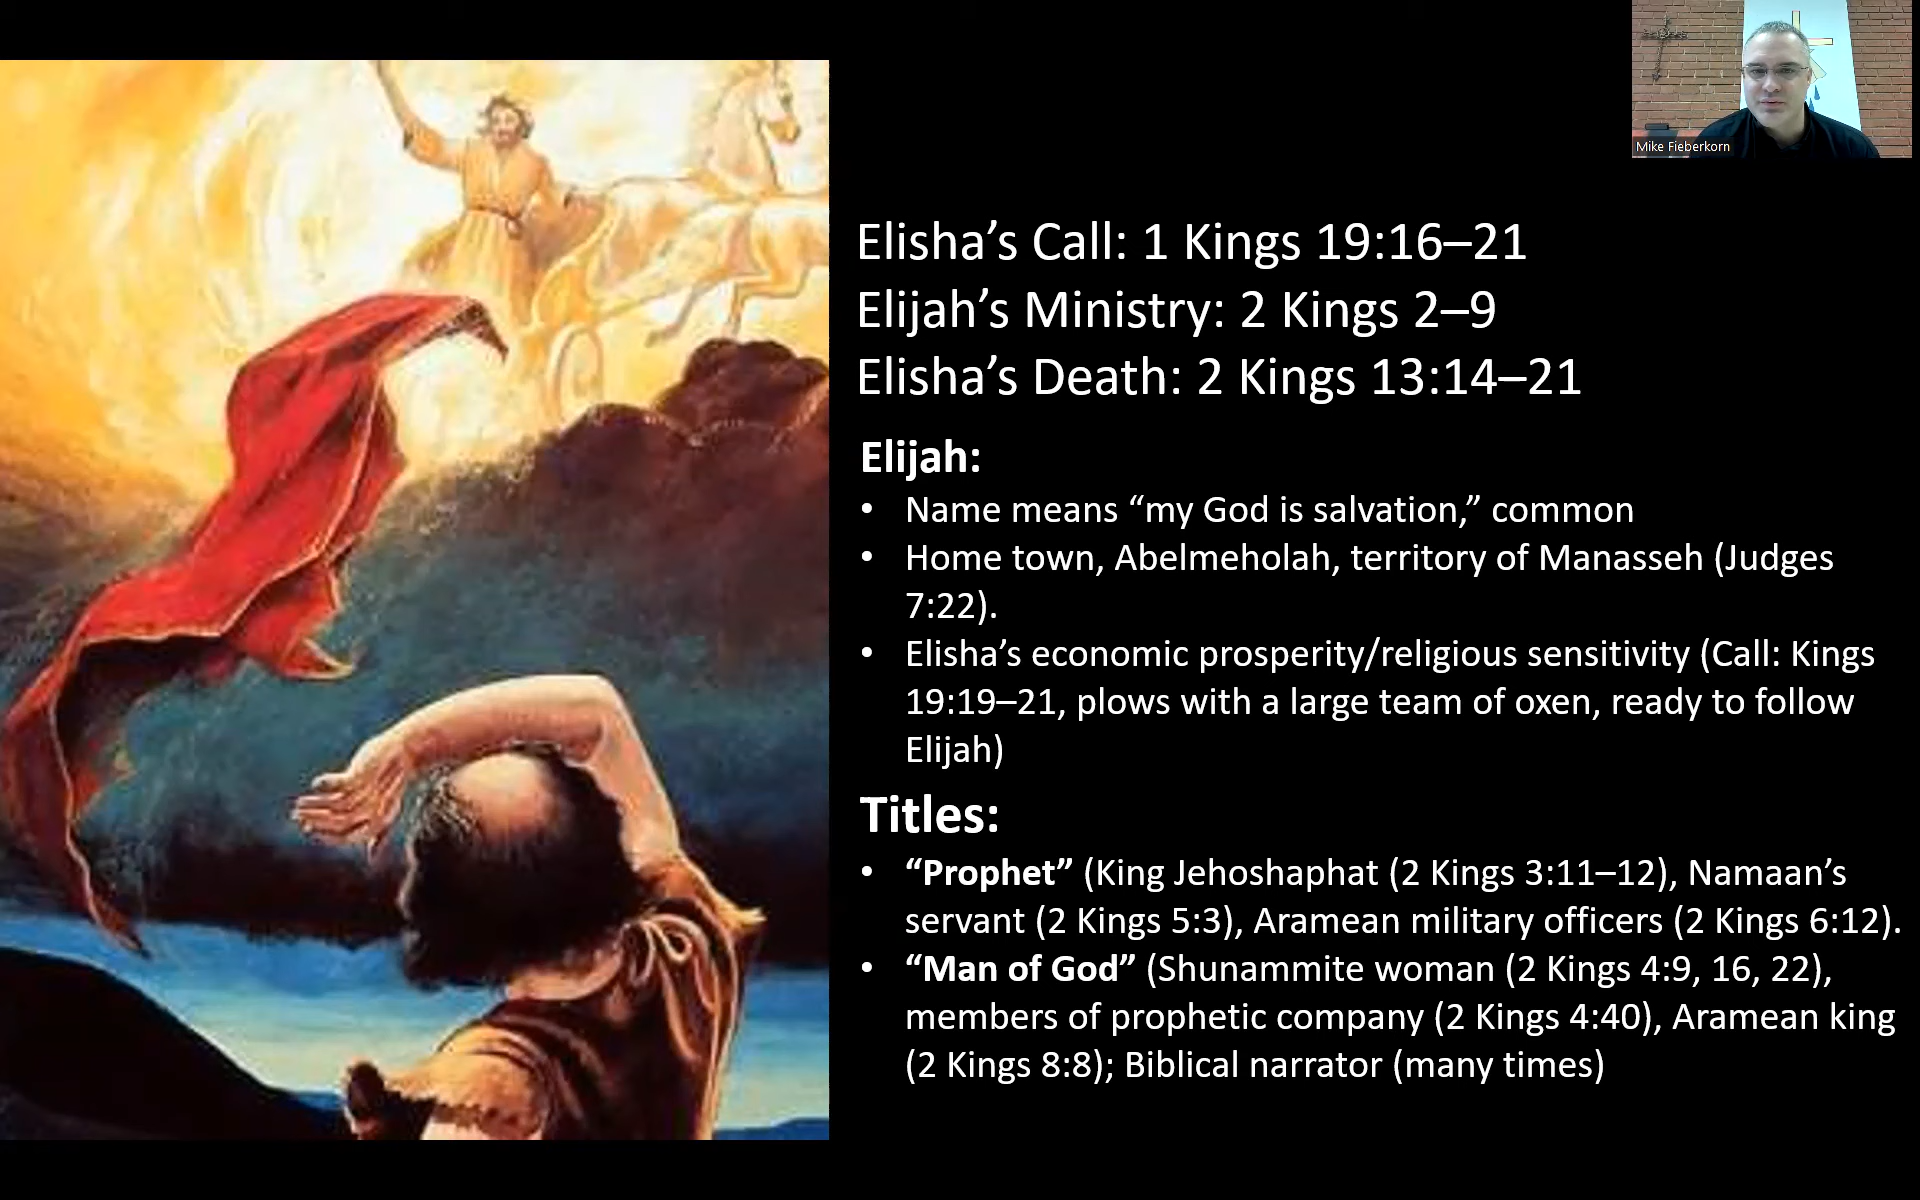 Mike Fieberkorn
Elisha’s Call: 1 Kings 19:16–21
Elijah’s Ministry: 2 Kings 2–9
Elisha’s Death: 2 Kings 13:14–21
Elijah:
• Name means “my God is salvation,” common
• Home town, Abelmeholah, territory of Manasseh (Judges
7:22).
• Elisha’s economic prosperity/religious sensitivity (Call: Kings
19:19–21, plows with a large team of oxen, ready to follow
Elijah)
Titles:
• “Prophet” (King Jehoshaphat (2 Kings 3:11–12), Namaan’s
servant (2 Kings 5:3), Aramean military officers (2 Kings 6:12).
• “Man of God” (Shunammite woman (2 Kings 4:9, 16, 22),
members of prophetic company (2 Kings 4:40), Aramean king
(2 Kings 8:8); Biblical narrator (many times)